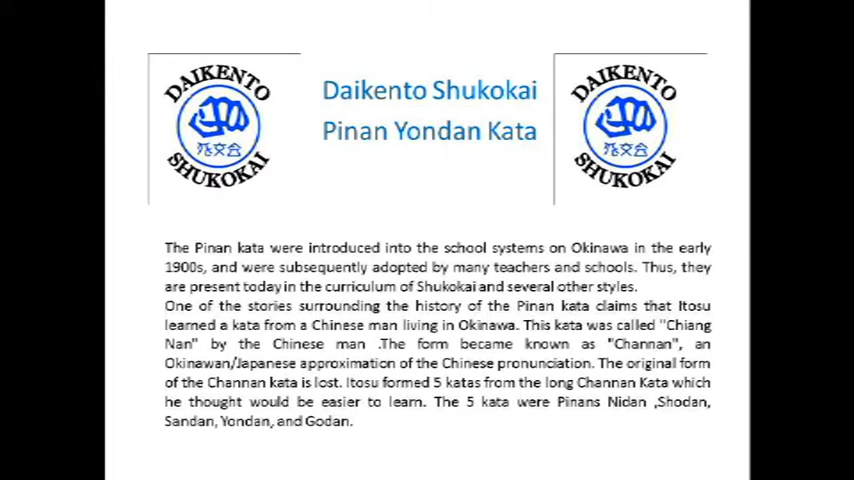 DAIKENTO
SHUKOKAI
Daikento Shukokai
Pinan Yondan Kata
DAIKENTO
SHUKOKAI
The Pinan kata were introduced into the school systems on Okinawa in the early
1900s, and were subsequently adopted by many teachers and schools. Thus, they
are present today in the curriculum of Shukokai and several other styles.
One of the stories surrounding the history of the Pinan kata claims that Itosu
learned a kata from a Chinese man living in Okinawa. This kata was called "Chiang
Nan" by the Chinese man .The form became known as "Channan", an
Okinawan/Japanese approximation of the Chinese pronunciation. The original form
of the Channan kata is lost. Itosu formed 5 katas from the long Channan Kata which
he thought would be easier to learn. The 5 kata were Pinans Nidan ,Shodan,
Sandan, Yondan, and Godan.